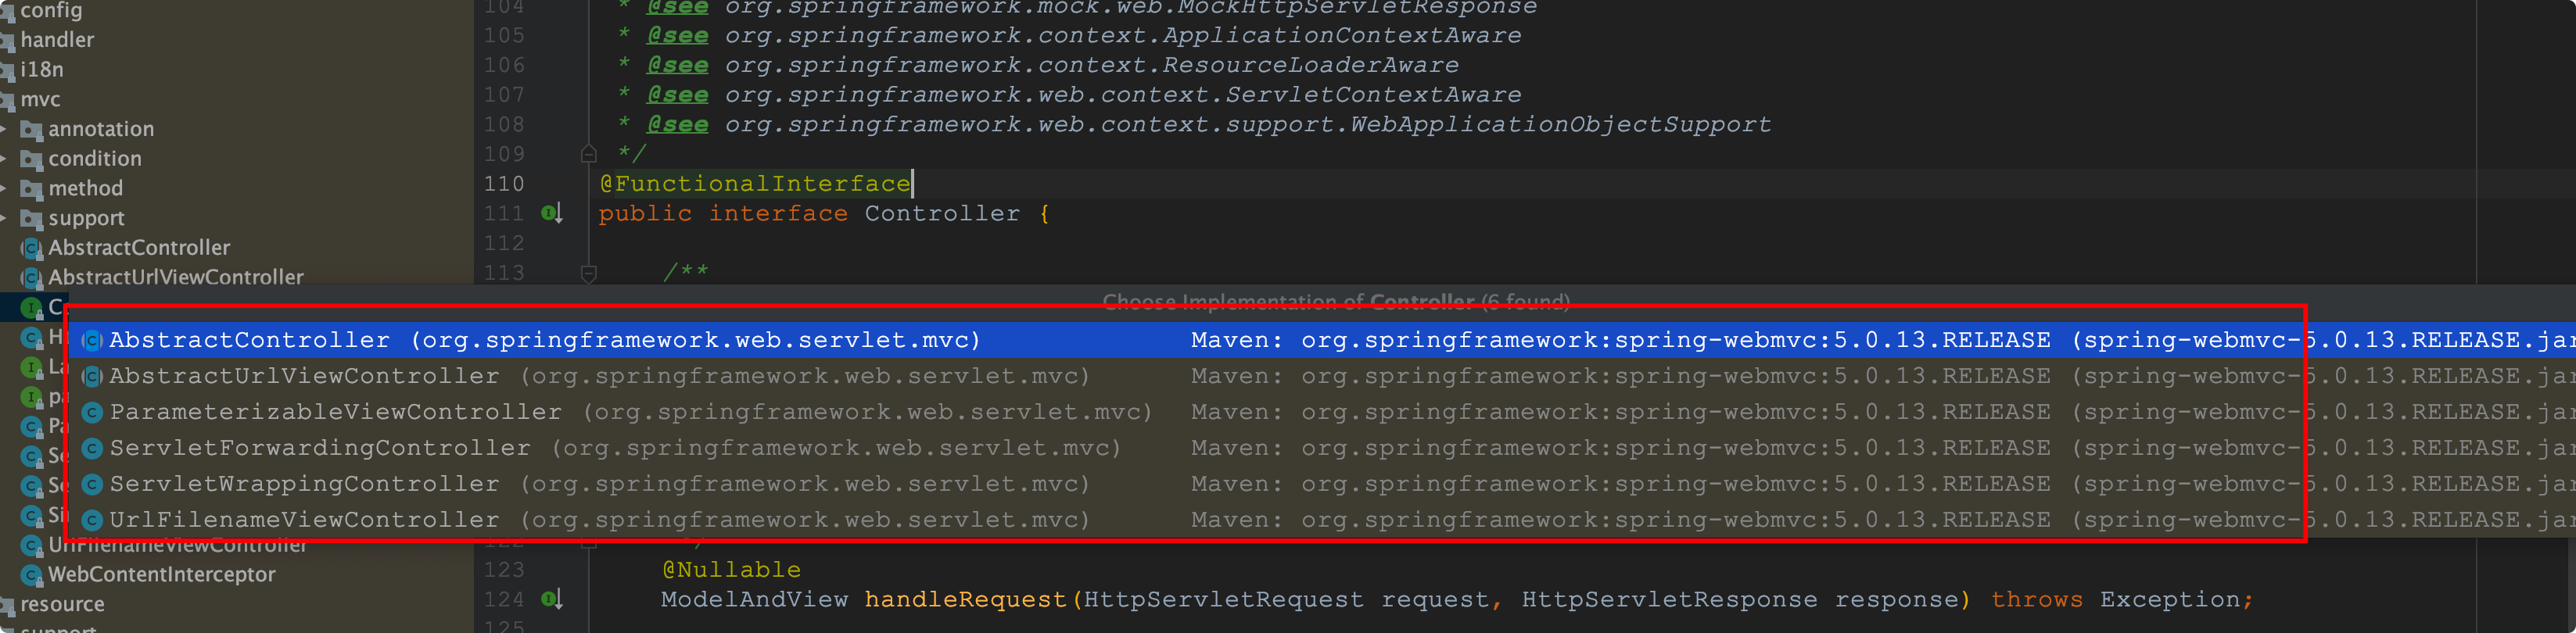 config
handler
i18n
mvc
annotation
condition
method
support
AbstractController
AbstractUrlViewController
C
H
La
pa
Pa
Se
Se
Si
UrlFilenameViewController
WebContentInterceptor
resource
support
104 * @see org.springframework.mock.web.MockHttpServletResponse
105 * @see org.springframework.context.ApplicationContextAware
106 * @see org.springframework.context.ResourceLoaderAware
107 * @see org.springframework.web.context.ServletContextAware
108 * @see org.springframework.web.context.support.WebApplicationObjectSupport
109 */
110 @FunctionalInterface
111 public interface Controller {
112
113 /**
Choose Implementation of Controller (6 found)
AbstractController (org.springframework.web.servlet.mvc) Maven: org.springframework:spring-webmvc:5.0.13.RELEASE (spring-webmvc-5.0.13.RELEASE.jar
AbstractUrlViewController (org.springframework.web.servlet.mvc) Maven: org.springframework:spring-webmvc:5.0.13.RELEASE (spring-webmvc-5.0.13.RELEASE.jar
ParameterizableViewController (org.springframework.web.servlet.mvc) Maven: org.springframework:spring-webmvc:5.0.13.RELEASE (spring-webmvc-5.0.13.RELEASE.jar
ServletForwardingController (org.springframework.web.servlet.mvc) Maven: org.springframework:spring-webmvc:5.0.13.RELEASE (spring-webmvc-5.0.13.RELEASE.jar
ServletWrappingController (org.springframework.web.servlet.mvc) Maven: org.springframework:spring-webmvc:5.0.13.RELEASE (spring-webmvc-5.0.13.RELEASE.jar
UrlFilenameViewController (org.springframework.web.servlet.mvc) Maven: org.springframework:spring-webmvc:5.0.13.RELEASE (spring-webmvc-5.0.13.RELEASE.jar
122 */
123 @Nullable
124 ModelAndView handleRequest(HttpServletRequest request, HttpServletResponse response) throws Exception;
125